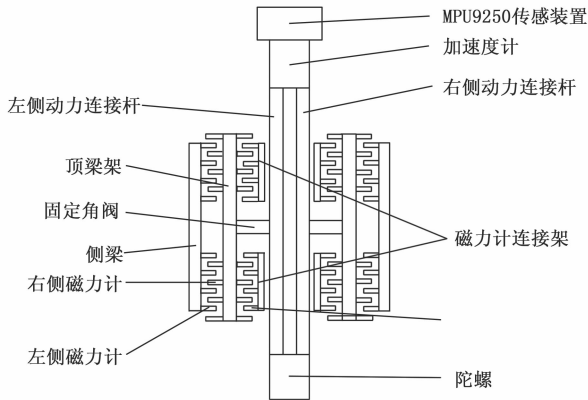 MPU9250传感装置
加速度计
右侧动力连接杆
左侧动力连接杆
顶梁架
固定角阀
侧梁
磁力计连接架
右侧磁力计
左侧磁力计
陀螺